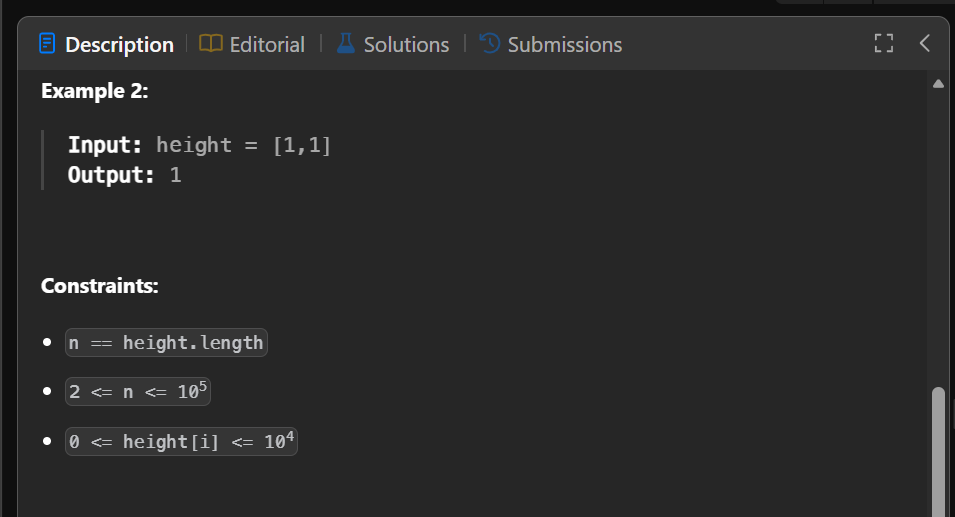 Description | Editorial | Solutions | Submissions
Example 2:
Input: height = [1,1]
Output: 1
Constraints:
• n == height.length
• 2 <= n <= 10⁵
• 0 <= height[i] <= 10⁴